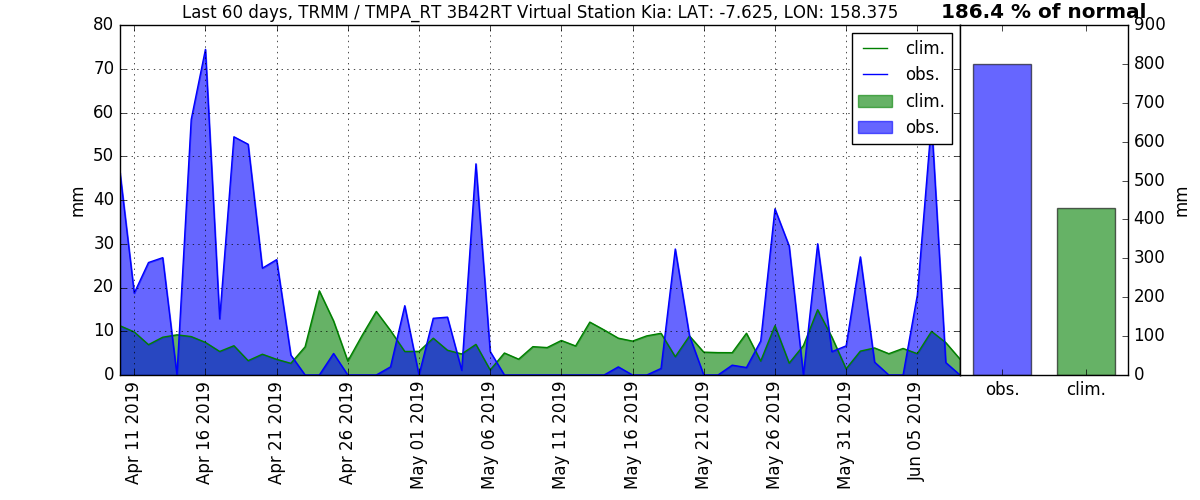 Last 60 days, TRMM / TMPA_RT 3B42RT Virtual Station Kia: LAT: -7.625, LON: 158.375
186.4 % of normal
80
70
60
50
40
30
20
10
0
mm
clim.
obs.
clim.
obs.
900
800
700
600
500
400
300
200
100
0
mm
Apr 11 2019
Apr 16 2019
Apr 21 2019
Apr 26 2019
May 01 2019
May 06 2019
May 11 2019
May 16 2019
May 21 2019
May 26 2019
May 31 2019
Jun 05 2019
obs.
clim.